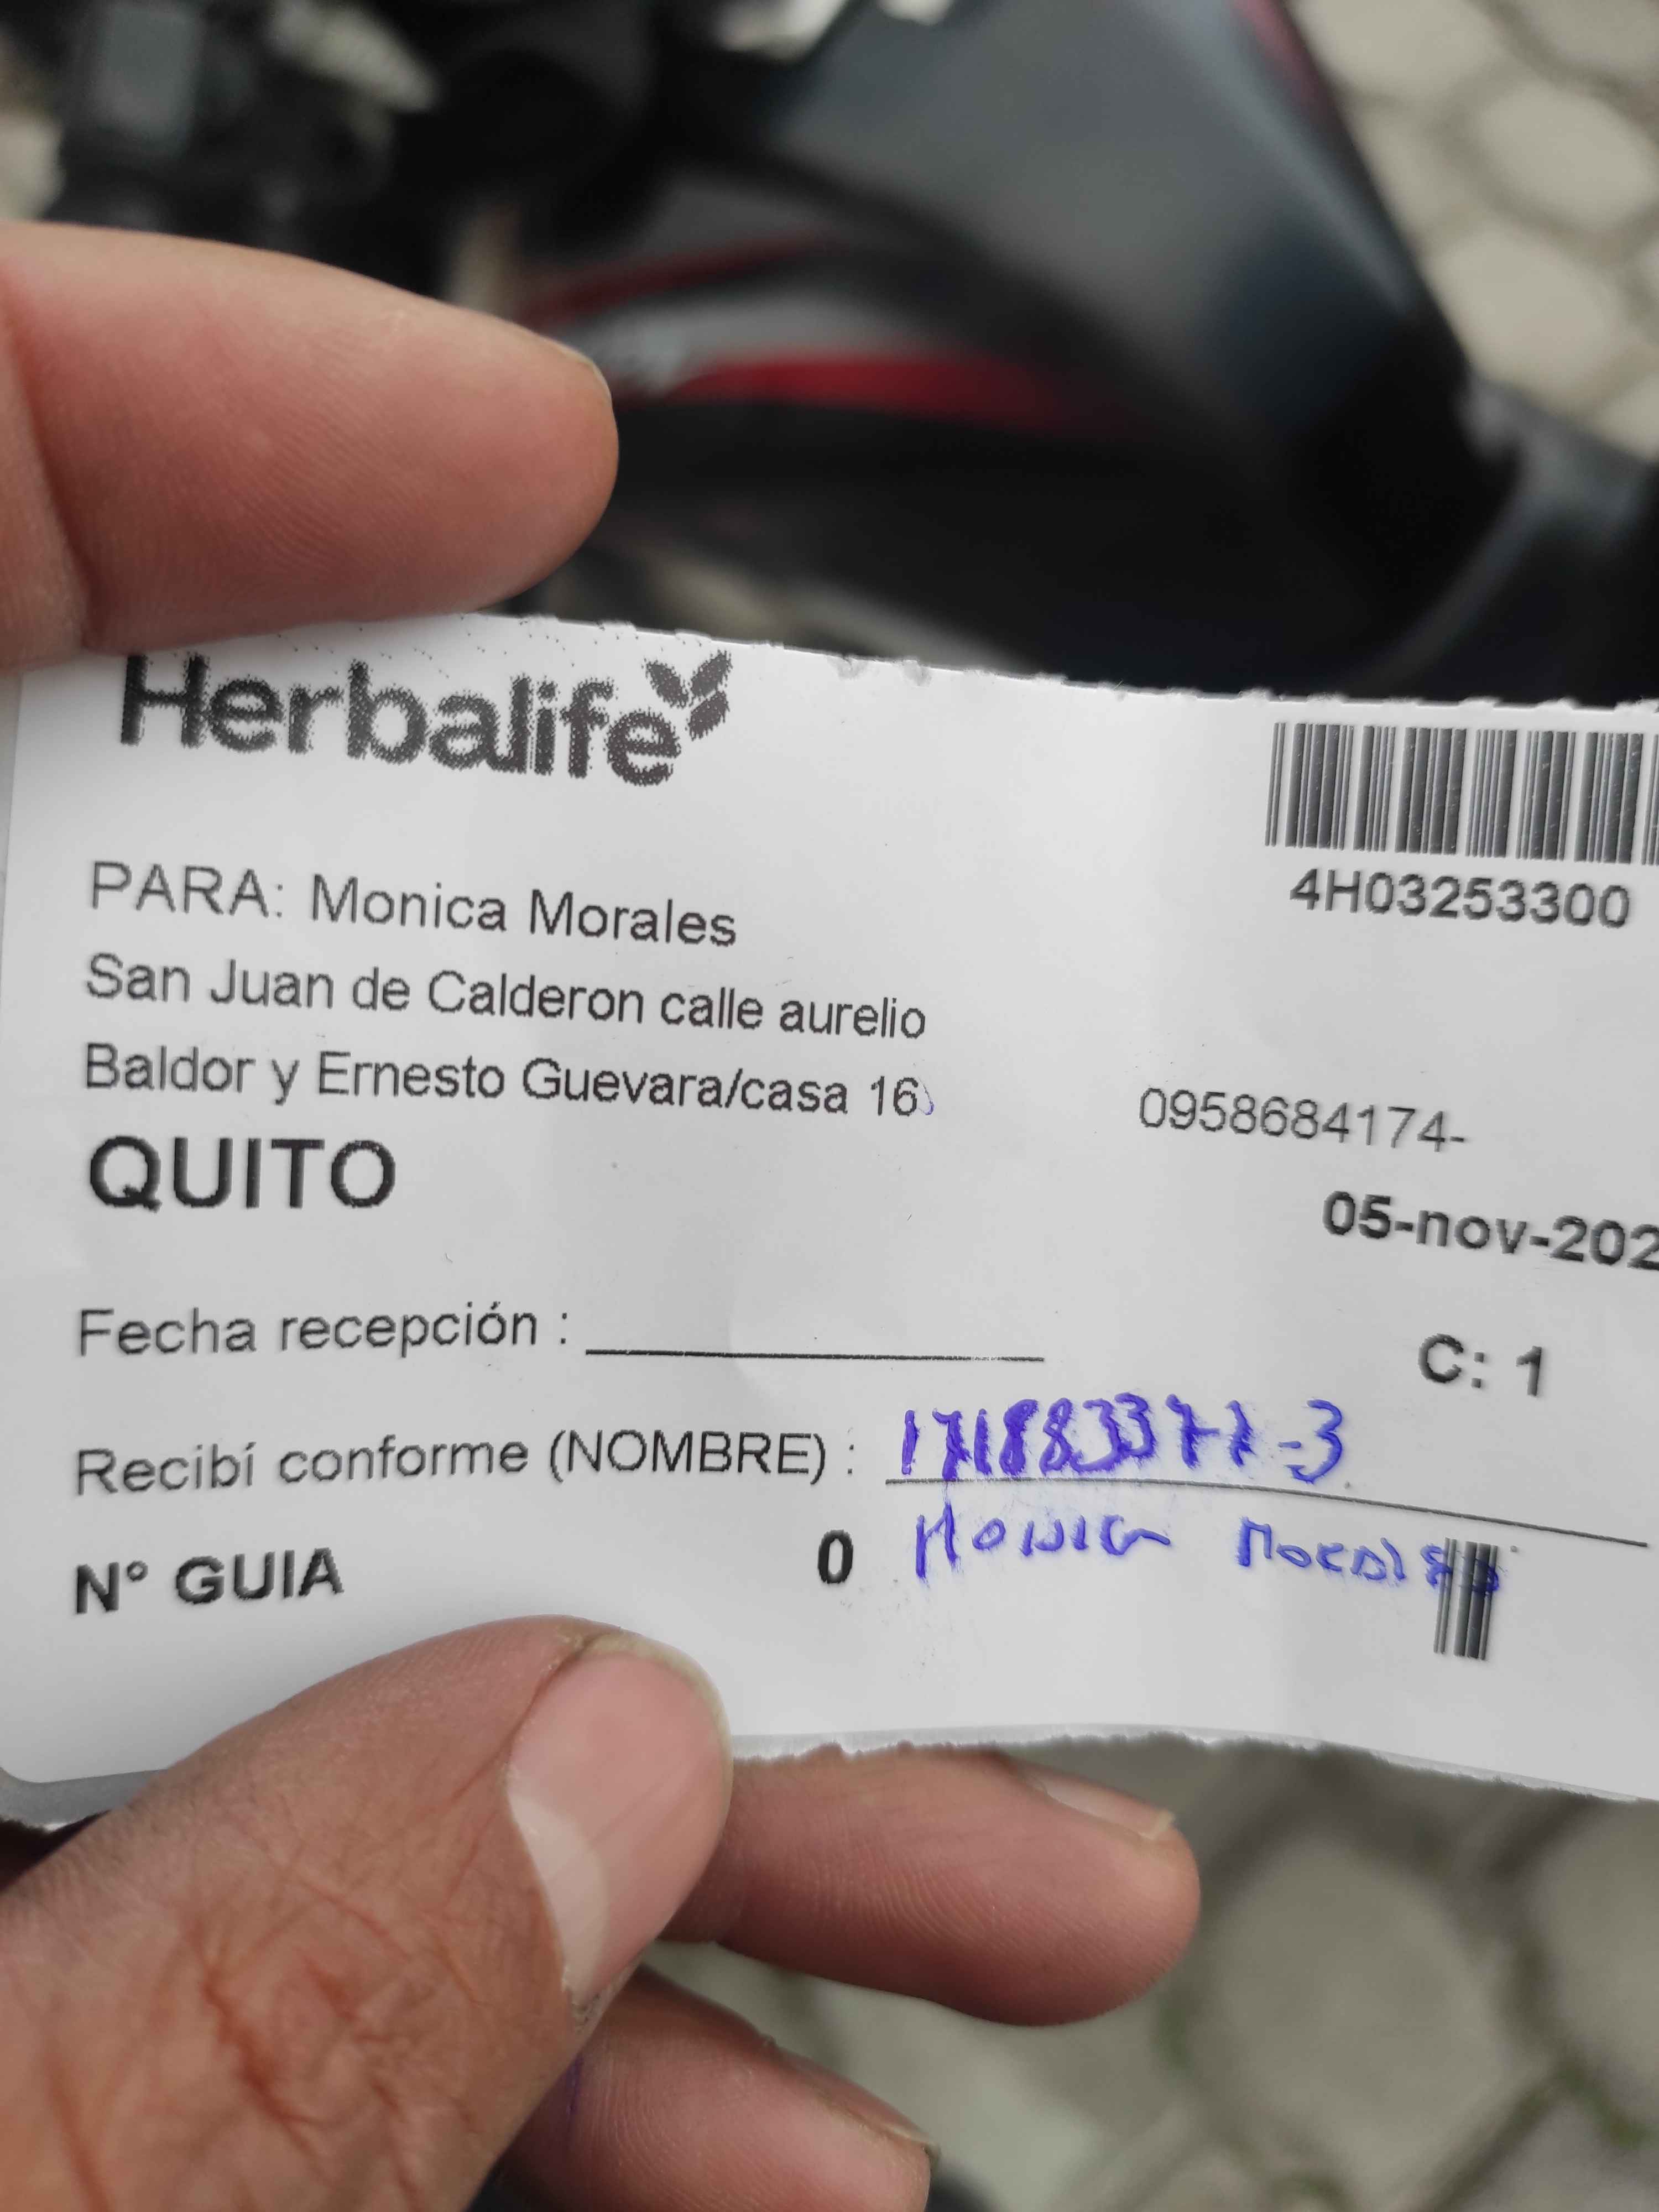 Herbalife
4H03253300
PARA: Monica Morales
San Juan de Calderon calle aurelio
Baldor y Ernesto Guevara/casa 16
0958684174-
QUITO
05-nov-202
Fecha recepción :
C: 1
Recibí conforme (NOMBRE) : 171883377-3
N° GUIA 0 Monica Morales